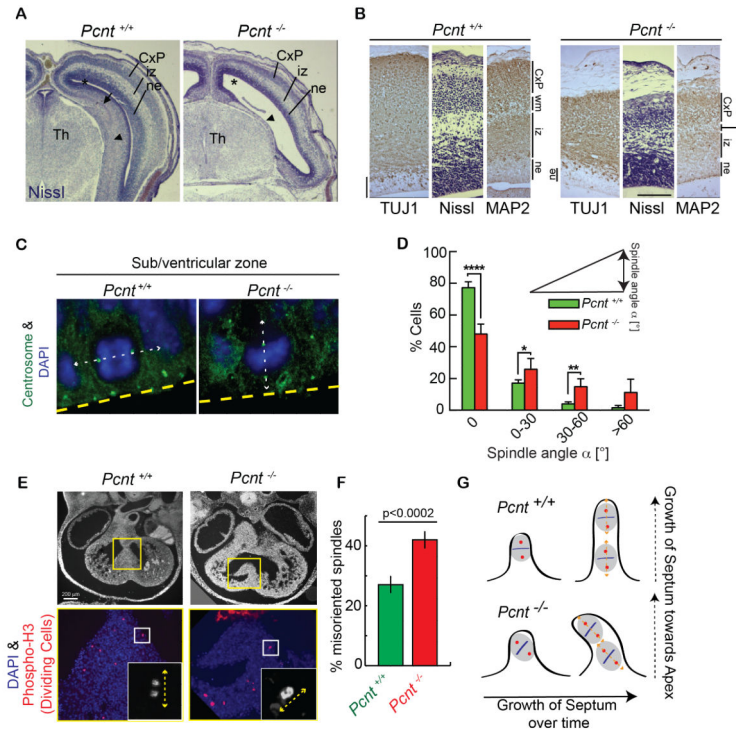 A
Pcnt +/+
Pcnt -/-
CxP
iz
ne
*
Th
Nissl
CxP
iz
ne
*
Th
B
Pcnt +/+
Pcnt -/-
CxP
wm
iz
ne
TUJ1 Nissl MAP2
ne
CxP
iz
ne
TUJ1 Nissl MAP2
C
Sub/ventricular zone
Pcnt+/+
Pcnt-/-
Centrosome &
DAPI
D
% Cells
100
80
60
40
20
0
****
*
**
Spindle angle α [°]
Pcnt+/+
Pcnt -/-
0
0-30
30-60
>60
Spindle angle α [°]
E
Pcnt +/+
Pcnt -/-
200 μm
DAPI &
Phospho-H3
(Dividing Cells)
F
p<0.0002
% misoriented spindles
60
40
20
0
Pcnt+/+
Pcnt-/-
G
Pcnt +/+
Pcnt -/-
Growth of Septum
towards Apex
Growth of Septum
over time